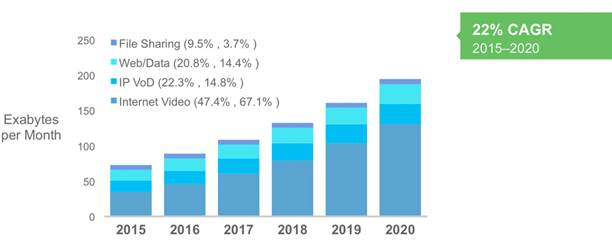 22% CAGR
2015–2020
250
200
150
100
50
0
Exabytes
per Month
File Sharing (9.5% , 3.7% )
Web/Data (20.8% , 14.4% )
IP VoD (22.3% , 14.8% )
Internet Video (47.4% , 67.1% )
2015 2016 2017 2018 2019 2020